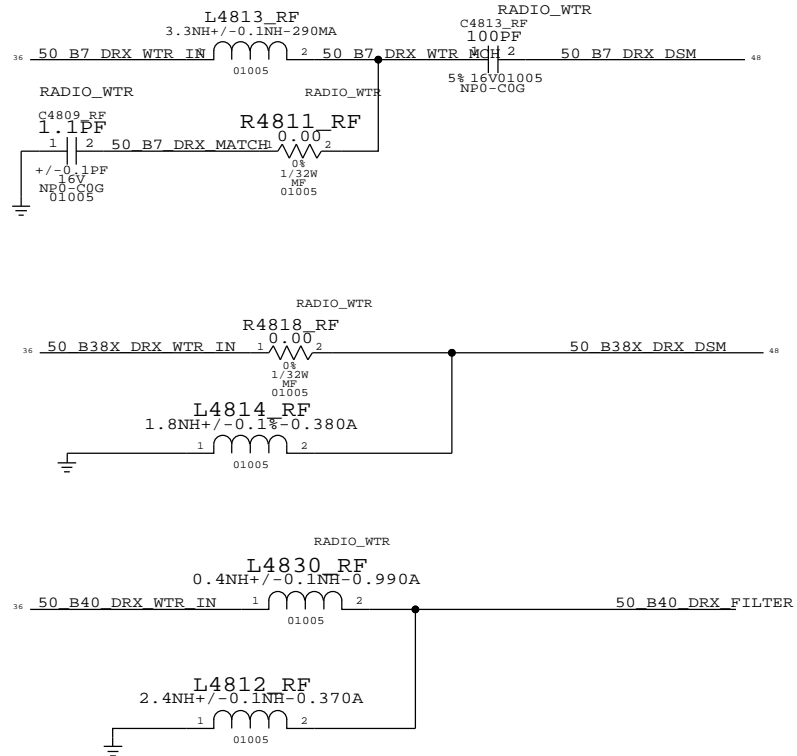 L4813_RF
3.3NH+/-0.1NH-290MA
36 50_B7_DRX_WTR_IN 1 2 50_B7_DRX_WTR_MCH
01005
RADIO_WTR
C4813_RF
100PF
1 2 50_B7_DRX_DSM 48
5% 16V01005
NP0-C0G
RADIO_WTR
C4809_RF
1.1PF
1 2 50_B7_DRX_MATCH
+/-0.1PF
16V
NP0-C0G
01005
RADIO_WTR
R4811_RF
0.00
1 2
0%
1/32W
MF
01005
RADIO_WTR
R4818_RF
0.00
36 50_B38X_DRX_WTR_IN 1 2 50_B38X_DRX_DSM 48
0%
1/32W
MF
01005
L4814_RF
1.8NH+/-0.1%-0.380A
1 2
01005
RADIO_WTR
L4830_RF
0.4NH+/-0.1NH-0.990A
36 50_B40_DRX_WTR_IN 1 2 50_B40_DRX_FILTER
01005
L4812_RF
2.4NH+/-0.1NH-0.370A
1 2
01005